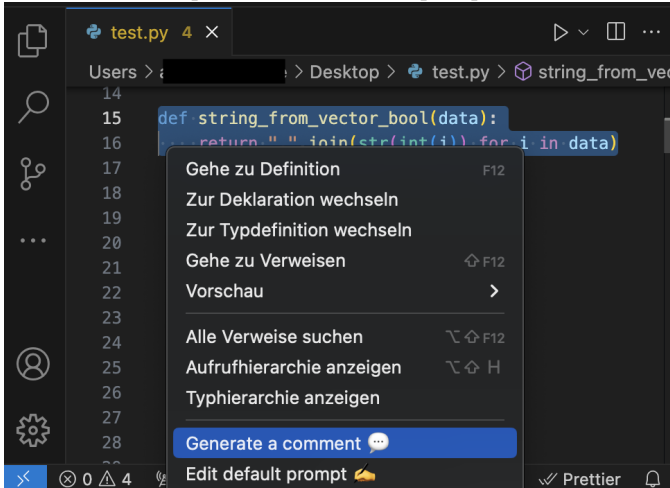 test.py 4
Users > a > Desktop > test.py > string_from_vec
14
15 def string_from_vector_bool(data):
16 return " ".join(str(int(i)) for i in data)
17 Gehe zu Definition F12
18 Zur Deklaration wechseln
19
20 Zur Typdefinition wechseln
21 Gehe zu Verweisen ⇧F12
22 Vorschau
23
24 Alle Verweise suchen ⌥⇧F12
25 Aufrufhierarchie anzeigen ⌥⇧ H
26 Typhierarchie anzeigen
27
28 Generate a comment 💬
Edit default prompt ✍️
0 4 Prettier